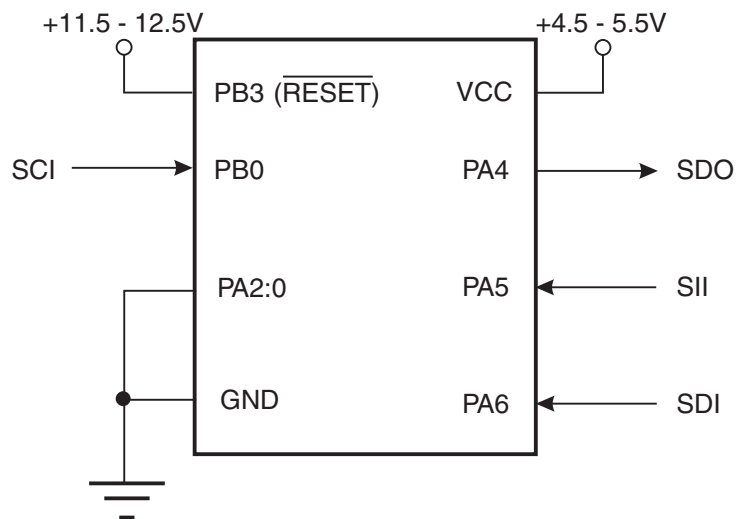 +11.5 - 12.5V
+4.5 - 5.5V
PB3 (RESET)
VCC
SCI
PB0
PA4
SDO
PA2:0
PA5
SII
GND
PA6
SDI